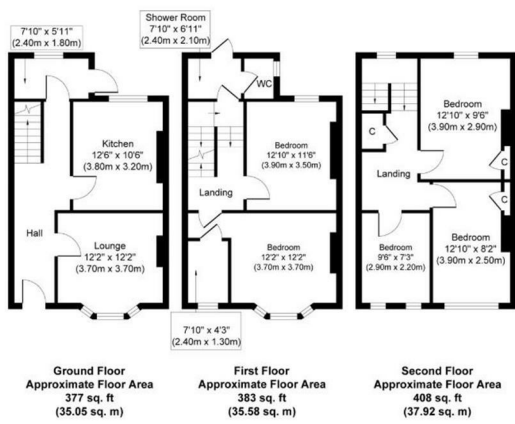 7'10" x 5'11"
(2.40m x 1.80m)
Kitchen
12'6" x 10'6"
(3.80m x 3.20m)
Hall
Lounge
12'2" x 12'2"
(3.70m x 3.70m)
Ground Floor
Approximate Floor Area
377 sq. ft
(35.05 sq. m)
Shower Room
7'10" x 6'11"
(2.40m x 2.10m)
WC
Bedroom
12'10" x 11'6"
(3.90m x 3.50m)
Landing
Bedroom
12'2" x 12'2"
(3.70m x 3.70m)
7'10" x 4'3"
(2.40m x 1.30m)
First Floor
Approximate Floor Area
383 sq. ft
(35.58 sq. m)
Bedroom
12'10" x 9'6"
(3.90m x 2.90m)
C
C
Landing
C
Bedroom
9'6" x 7'3"
(2.90m x 2.20m)
Bedroom
12'10" x 8'2"
(3.90m x 2.50m)
Second Floor
Approximate Floor Area
408 sq. ft
(37.92 sq. m)